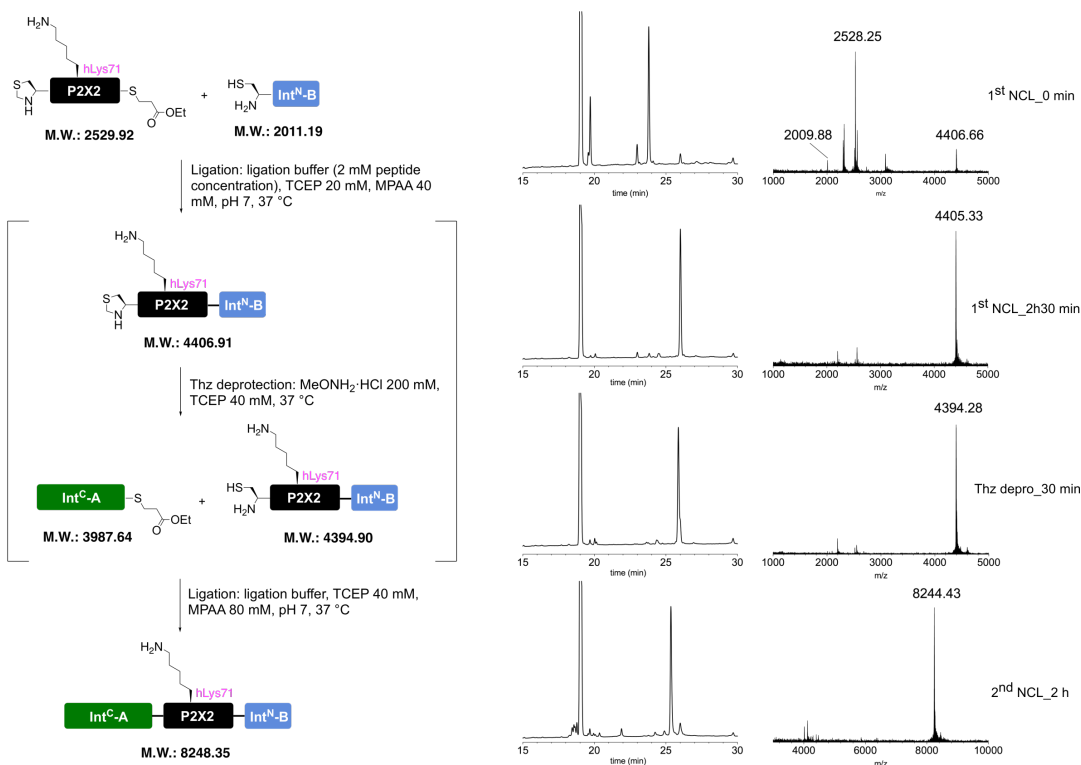 H2N
hLys71
S
N
H
P2X2
S
O
OEt
M.W.: 2529.92
+
HS
H2N
IntN-B
M.W.: 2011.19
Ligation: ligation buffer (2 mM peptide
concentration), TCEP 20 mM, MPAA 40
mM, pH 7, 37 °C
H2N
hLys71
S
N
H
P2X2
IntN-B
M.W.: 4406.91
Thz deprotection: MeONH2·HCl 200 mM,
TCEP 40 mM, 37 °C
IntC-A
S
O
OEt
M.W.: 3987.64
+
H2N
hLys71
HS
H2N
P2X2
IntN-B
M.W.: 4394.90
Ligation: ligation buffer, TCEP 40 mM,
MPAA 80 mM, pH 7, 37 °C
H2N
hLys71
IntC-A
P2X2
IntN-B
M.W.: 8248.35
15 20 25 30
time (min)
2528.25
2009.88
4406.66
1000 2000 3000 4000 5000
m/z
1st NCL_0 min
15 20 25 30
time (min)
4405.33
1000 2000 3000 4000 5000
m/z
1st NCL_2h30 min
15 20 25 30
time (min)
4394.28
1000 2000 3000 4000 5000
m/z
Thz depro_30 min
15 20 25 30
time (min)
8244.43
4000 6000 8000 10000
m/z
2nd NCL_2 h